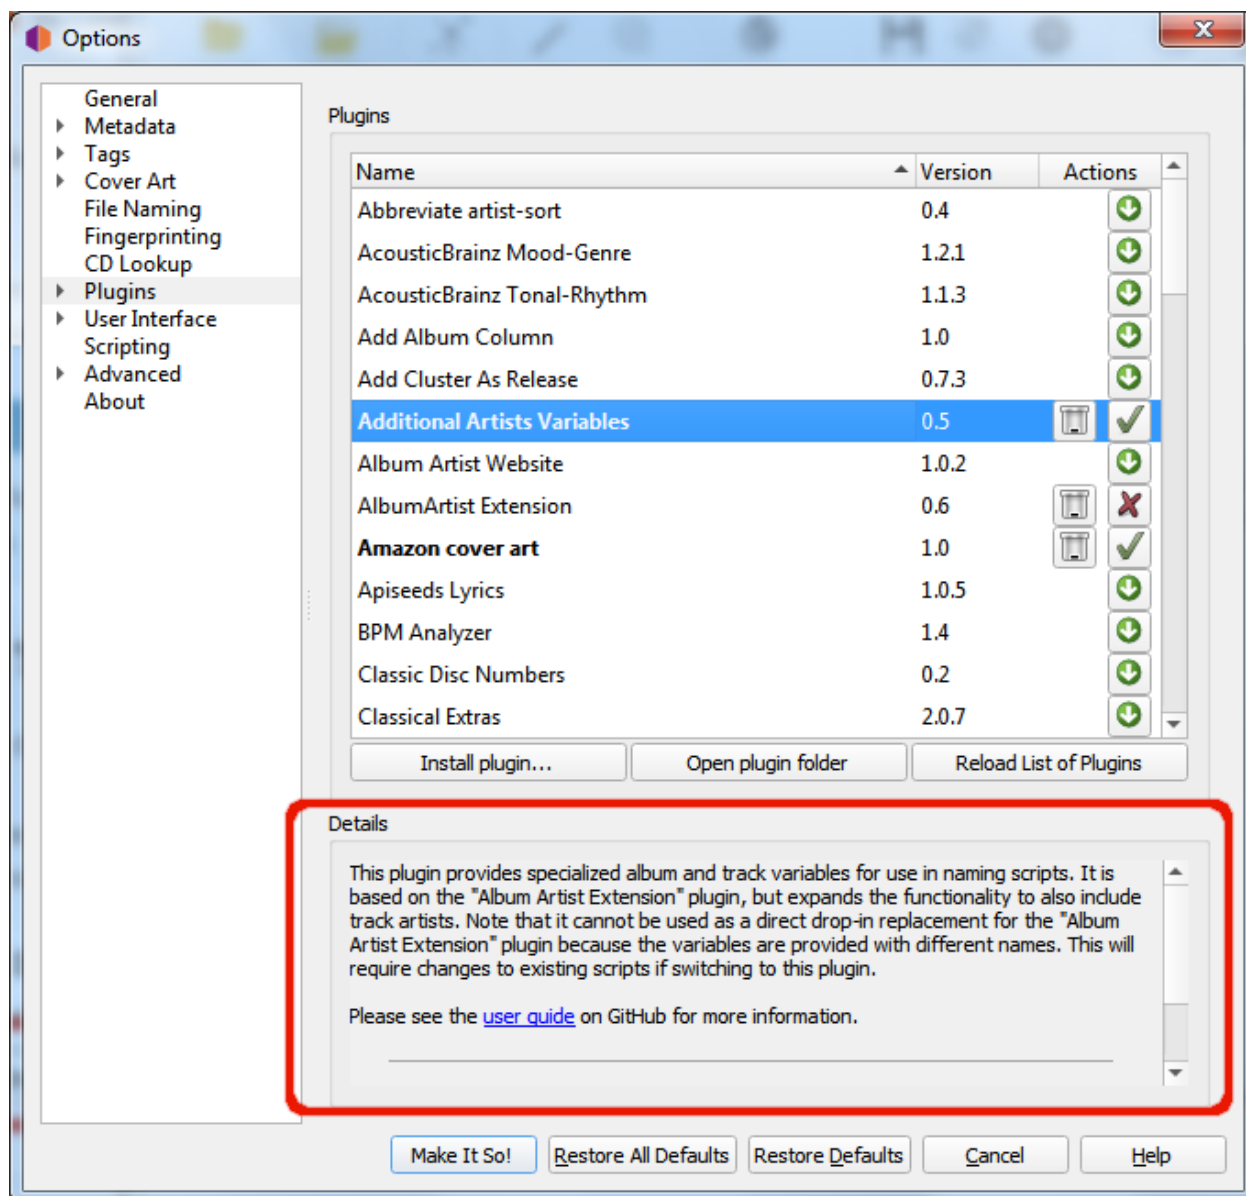 Options
General
Metadata
Tags
Cover Art
File Naming
Fingerprinting
CD Lookup
Plugins
User Interface
Scripting
Advanced
About
Plugins
Name Version Actions
Abbreviate artist-sort 0.4
AcousticBrainz Mood-Genre 1.2.1
AcousticBrainz Tonal-Rhythm 1.1.3
Add Album Column 1.0
Add Cluster As Release 0.7.3
Additional Artists Variables 0.5
Album Artist Website 1.0.2
AlbumArtist Extension 0.6
Amazon cover art 1.0
Apiseeds Lyrics 1.0.5
BPM Analyzer 1.4
Classic Disc Numbers 0.2
Classical Extras 2.0.7
Install plugin... Open plugin folder Reload List of Plugins
Details
This plugin provides specialized album and track variables for use in naming scripts. It is
based on the "Album Artist Extension" plugin, but expands the functionality to also include
track artists. Note that it cannot be used as a direct drop-in replacement for the "Album
Artist Extension" plugin because the variables are provided with different names. This will
require changes to existing scripts if switching to this plugin.
Please see the user guide on GitHub for more information.
Make It So! Restore All Defaults Restore Defaults Cancel Help